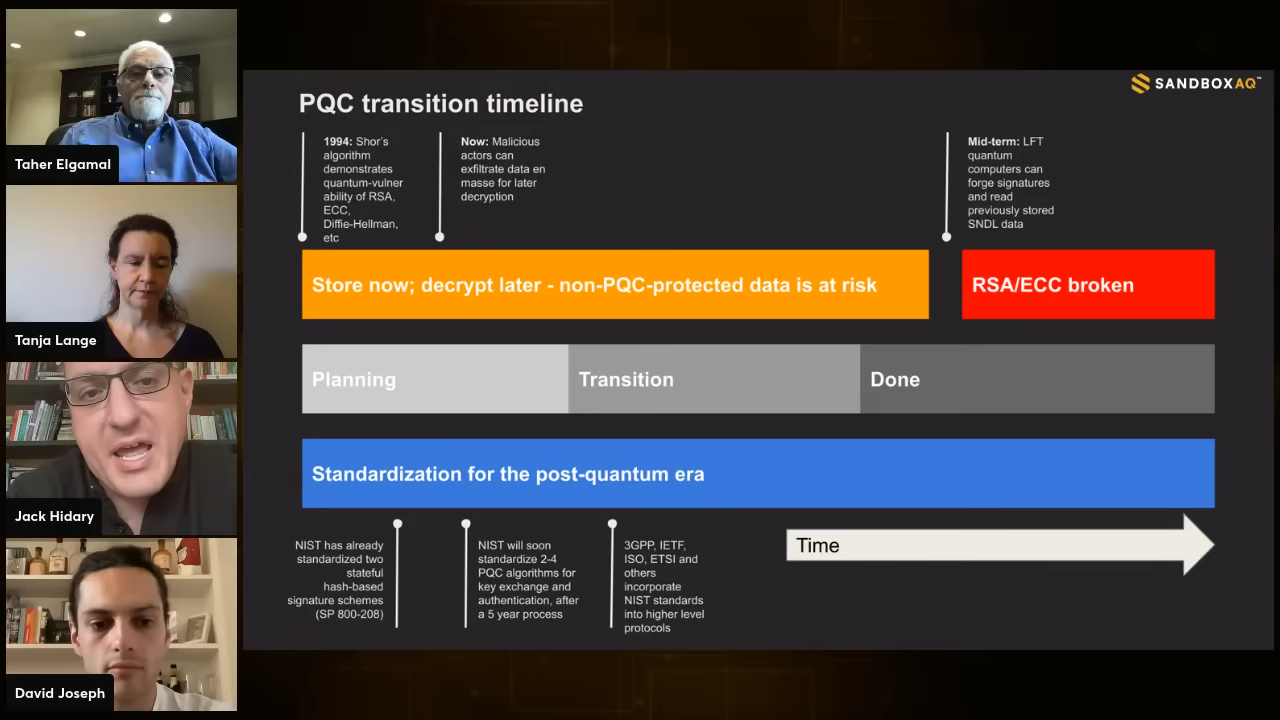 Taher Elgamal
Tanja Lange
Jack Hidary
David Joseph
SANDBOXAQ™
PQC transition timeline
1994: Shor's
algorithm
demonstrates
quantum-vulner
ability of RSA,
ECC,
Diffie-Hellman,
etc
Now: Malicious
actors can
exfiltrate data en
masse for later
decryption
Mid-term: LFT
quantum
computers can
forge signatures
and read
previously stored
SNDL data
Store now; decrypt later - non-PQC-protected data is at risk
RSA/ECC broken
Planning
Transition
Done
Standardization for the post-quantum era
NIST has already
standardized two
stateful
hash-based
signature schemes
(SP 800-208)
NIST will soon
standardize 2-4
PQC algorithms for
key exchange and
authentication, after
a 5 year process
3GPP, IETF,
ISO, ETSI and
others
incorporate
NIST standards
into higher level
protocols
Time